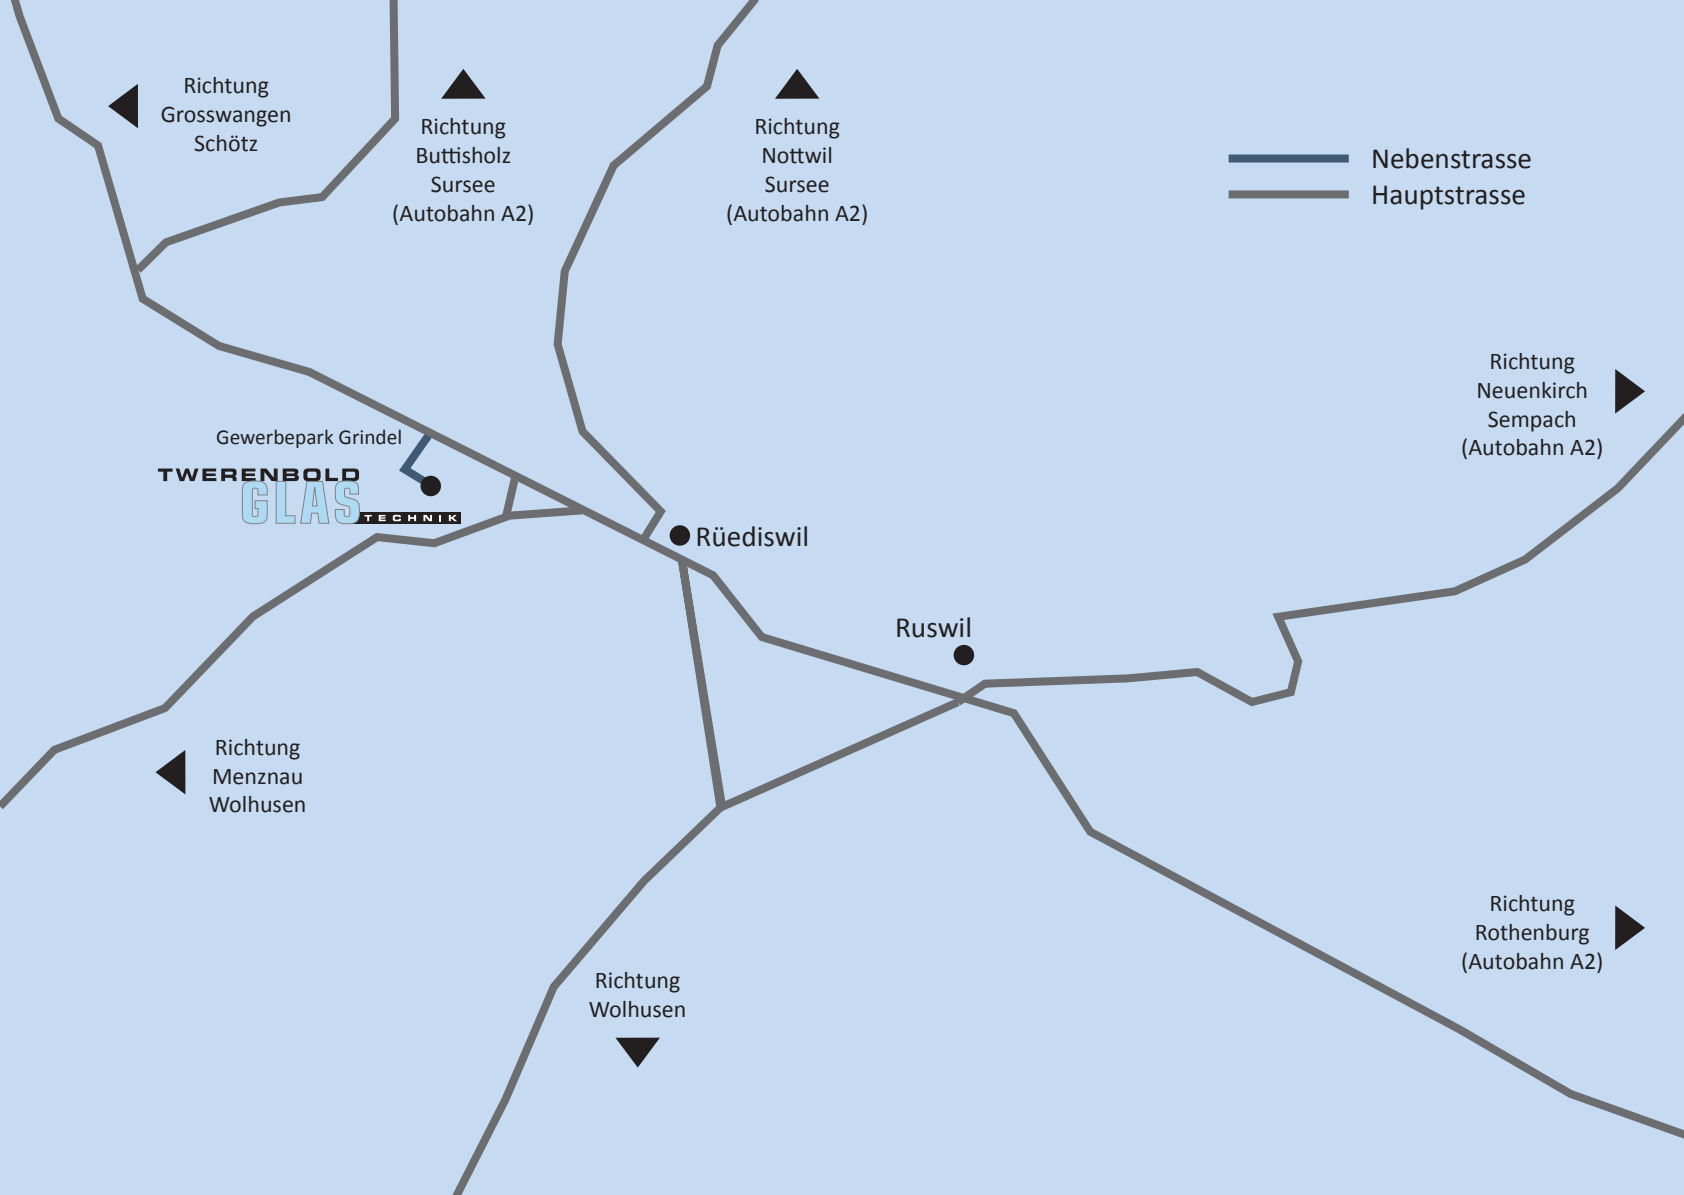 Richtung
Grosswangen
Schötz
Richtung
Buttisholz
Sursee
(Autobahn A2)
Richtung
Nottwil
Sursee
(Autobahn A2)
Nebenstrasse
Hauptstrasse
Richtung
Neuenkirch
Sempach
(Autobahn A2)
Gewerbepark Grindel
TWERENBOLD
GLAS
TECHNIK
Rüediswil
Ruswil
Richtung
Menznau
Wolhusen
Richtung
Rothenburg
(Autobahn A2)
Richtung
Wolhusen